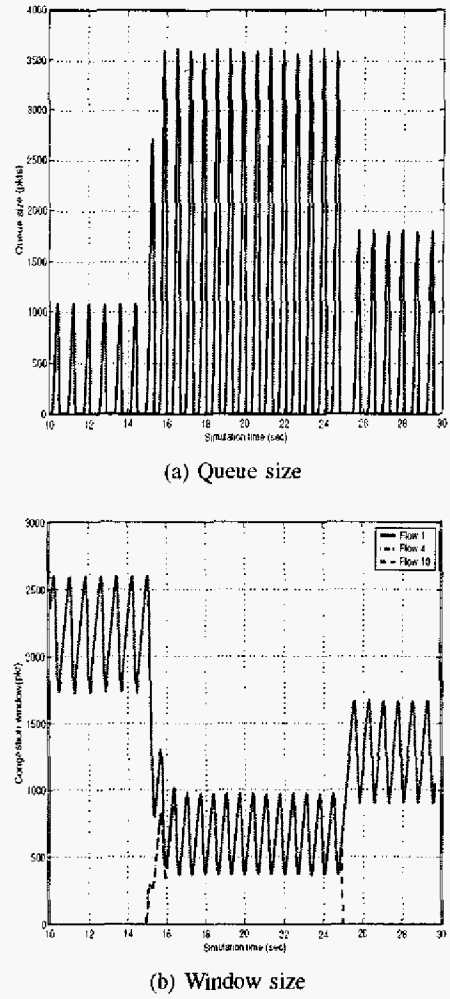 4000
3500
3000
2500
2000
1500
1000
500
0
Queue size (pkts)
10 12 14 16 18 20 22 24 26 28 30
Simulation time (sec)
(a) Queue size
3000
2500
2000
1500
1000
500
0
Congestion window(pkt)
Flow 1
Flow 4
Flow 10
10 12 14 16 18 20 22 24 26 28 30
Simulation time (sec)
(b) Window size